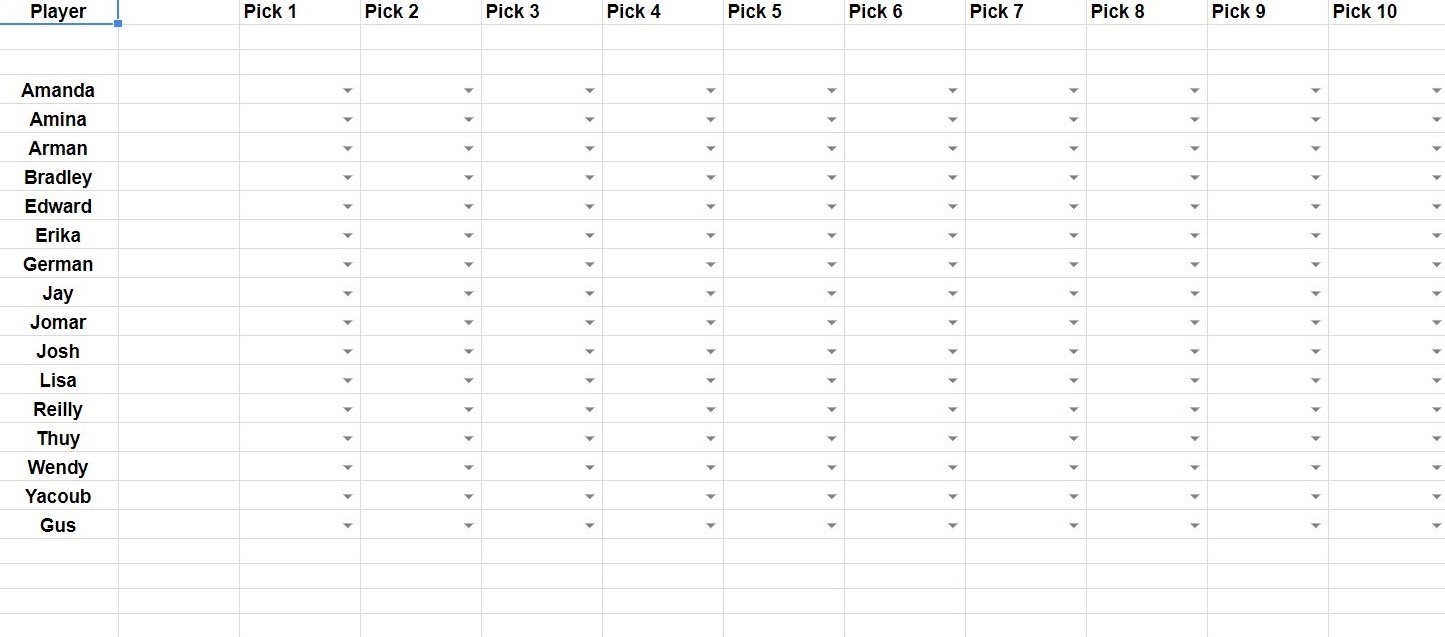 Player Pick 1 Pick 2 Pick 3 Pick 4 Pick 5 Pick 6 Pick 7 Pick 8 Pick 9 Pick 10
Amanda
Amina
Arman
Bradley
Edward
Erika
German
Jay
Jomar
Josh
Lisa
Reilly
Thuy
Wendy
Yacoub
Gus